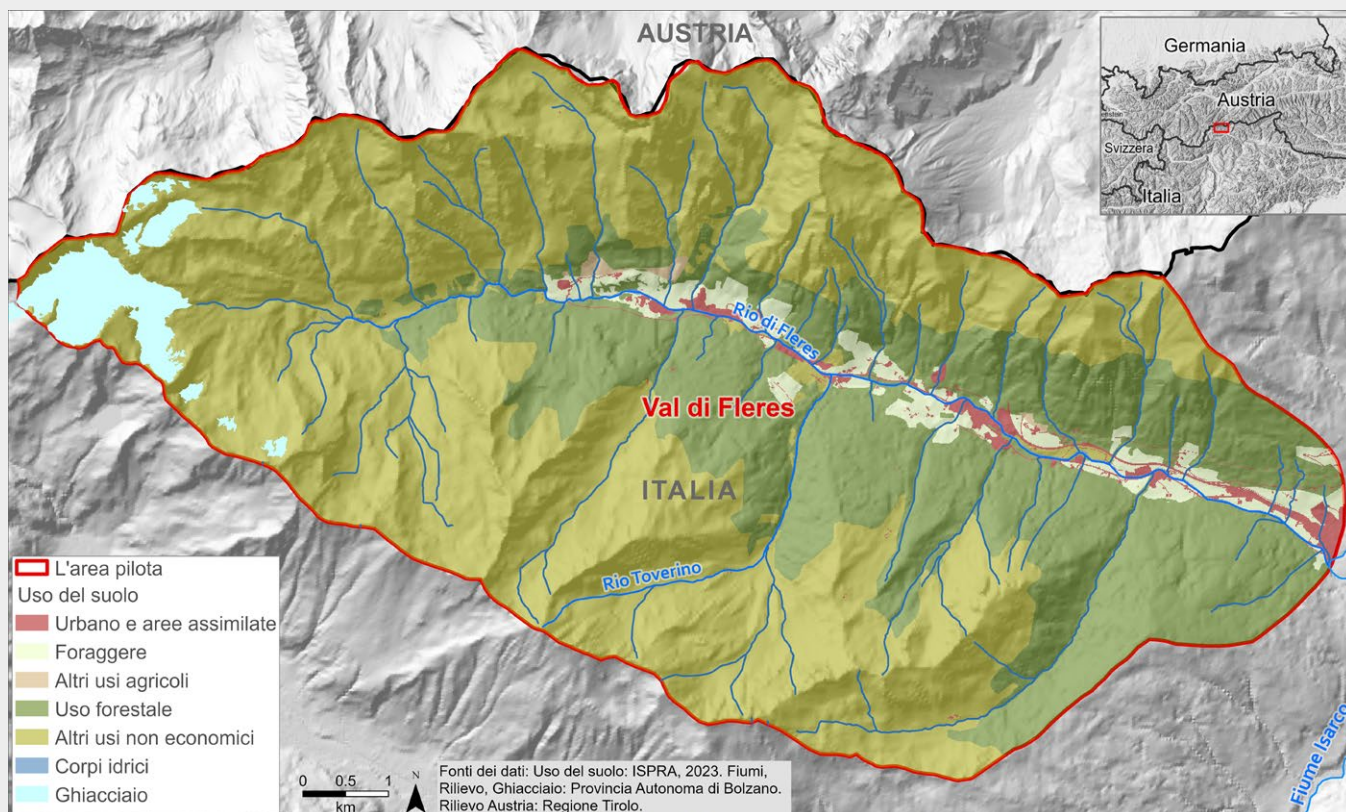 AUSTRIA
Germania
Austria
Svizzera
Italia
Rio di Fleres
Val di Fleres
ITALIA
Rio Toverino
Fiume Isarco
L'area pilota
Uso del suolo
Urbano e aree assimilate
Foraggere
Altri usi agricoli
Uso forestale
Altri usi non economici
Corpi idrici
Ghiacciaio
0 0.5 1
km
N
Fonti dei dati: Uso del suolo: ISPRA, 2023. Fiumi,
Rilievo, Ghiacciaio: Provincia Autonoma di Bolzano.
Rilievo Austria: Regione Tirolo.